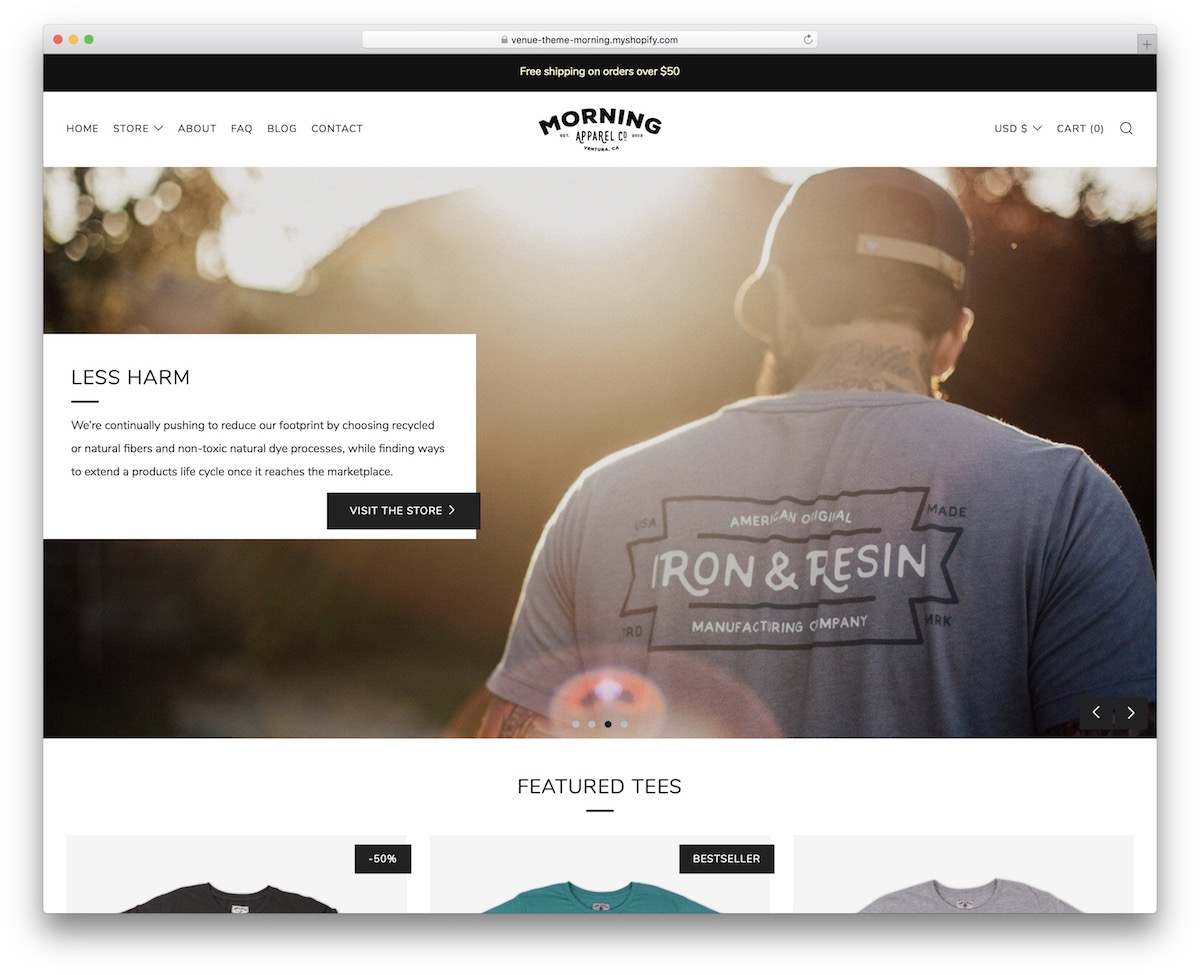 venue-theme-morning.myshopify.com
Free shipping on orders over $50
HOME STORE ABOUT FAQ BLOG CONTACT
MORNING
EST. APPAREL CO 2012
VENTURA, CA
USD $ CART (0)
LESS HARM
We're continually pushing to reduce our footprint by choosing recycled
or natural fibers and non-toxic natural dye processes, while finding ways
to extend a products life cycle once it reaches the marketplace.
VISIT THE STORE
USA AMERICAN ORIGINAL MADE
IRON & RESIN
TRD MANUFACTURING COMPANY MRK
FEATURED TEES
-50%
BESTSELLER